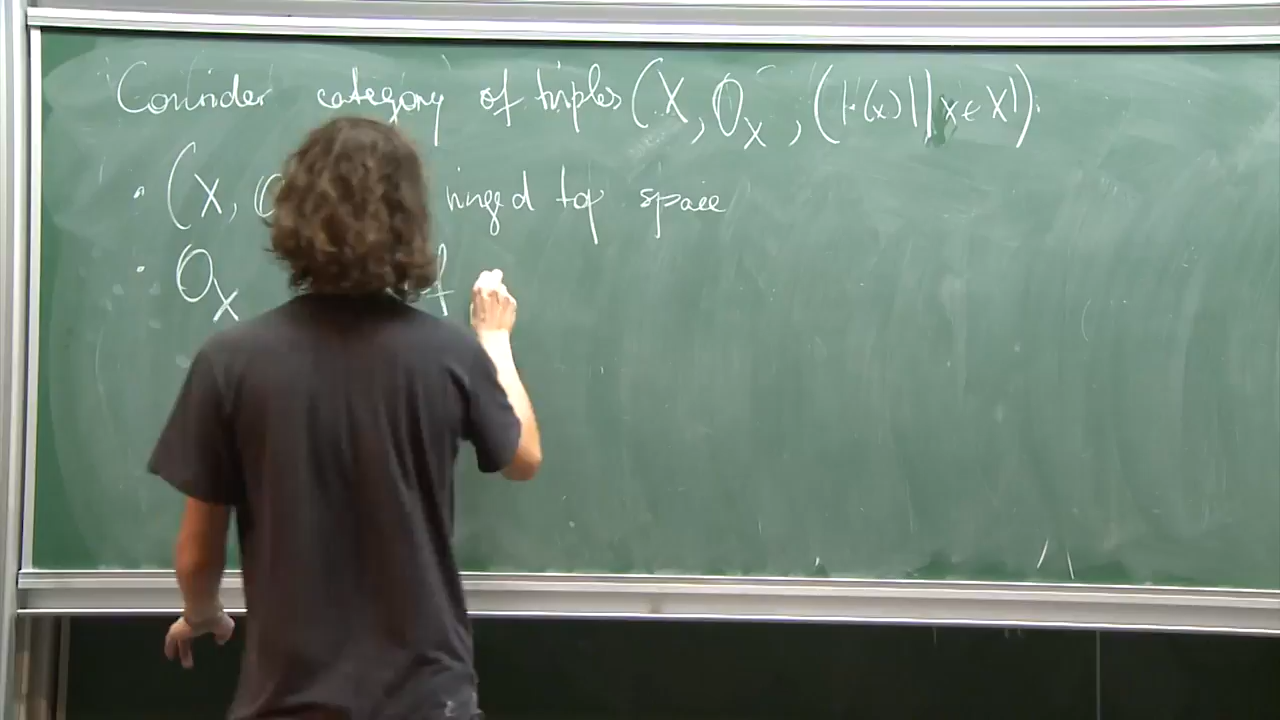 Consider category of triples (X, O_X, (|·(x)| | x ∈ X)).
· (X, ringed top space
· O_X